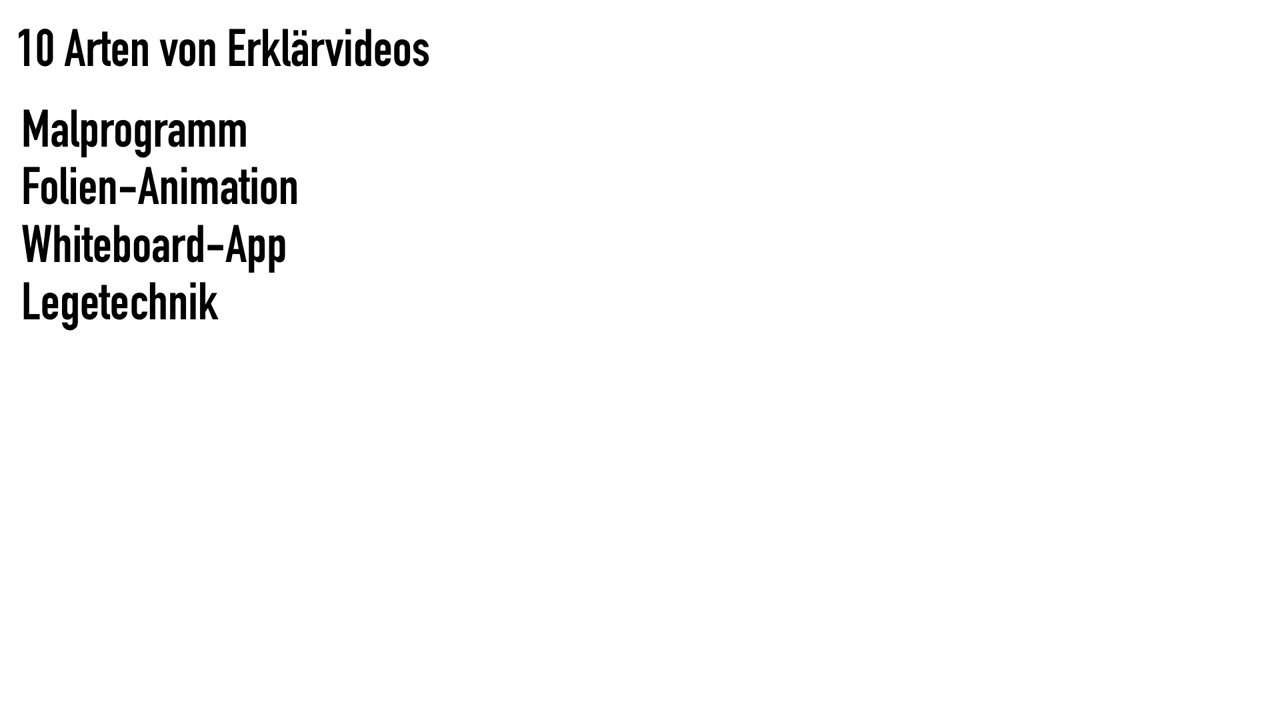 10 Arten von Erklärvideos
Malprogramm
Folien-Animation
Whiteboard-App
Legetechnik